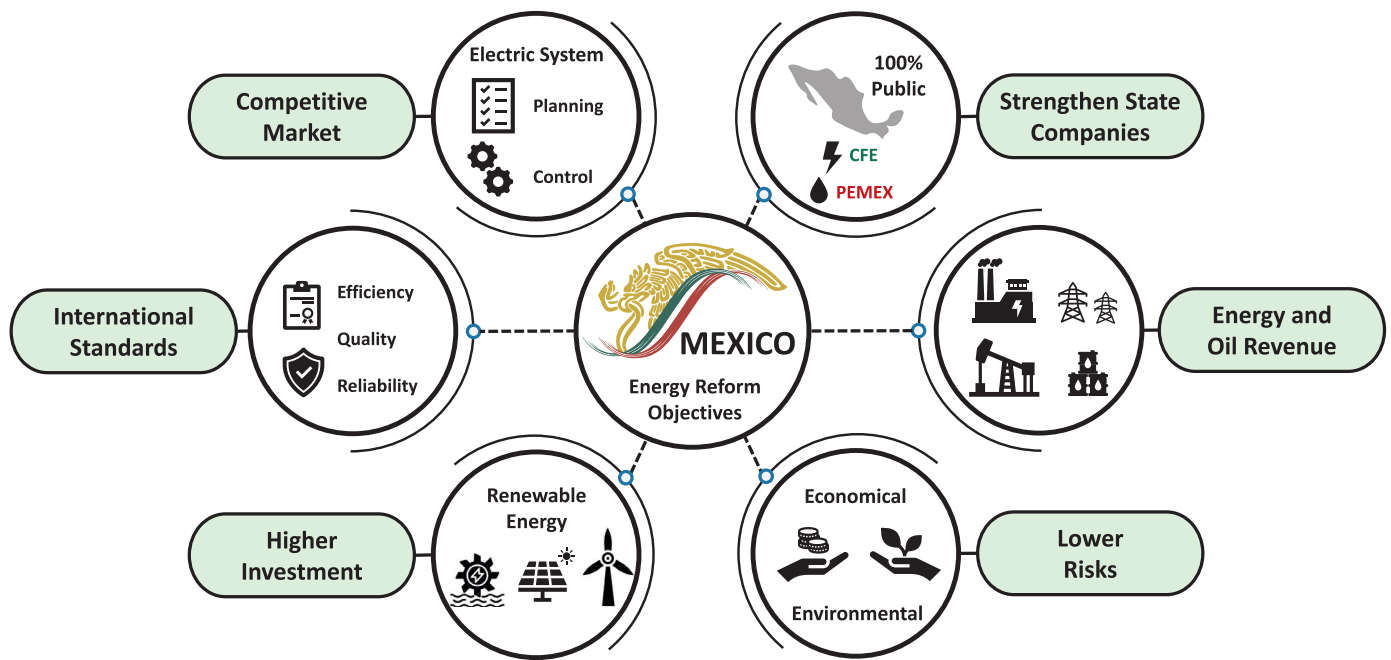 Competitive
Market
Electric System
Planning
Control
100%
Public
CFE
PEMEX
Strengthen State
Companies
International
Standards
Efficiency
Quality
Reliability
MEXICO
Energy Reform
Objectives
Energy and
Oil Revenue
Higher
Investment
Renewable
Energy
Economical
Environmental
Lower
Risks